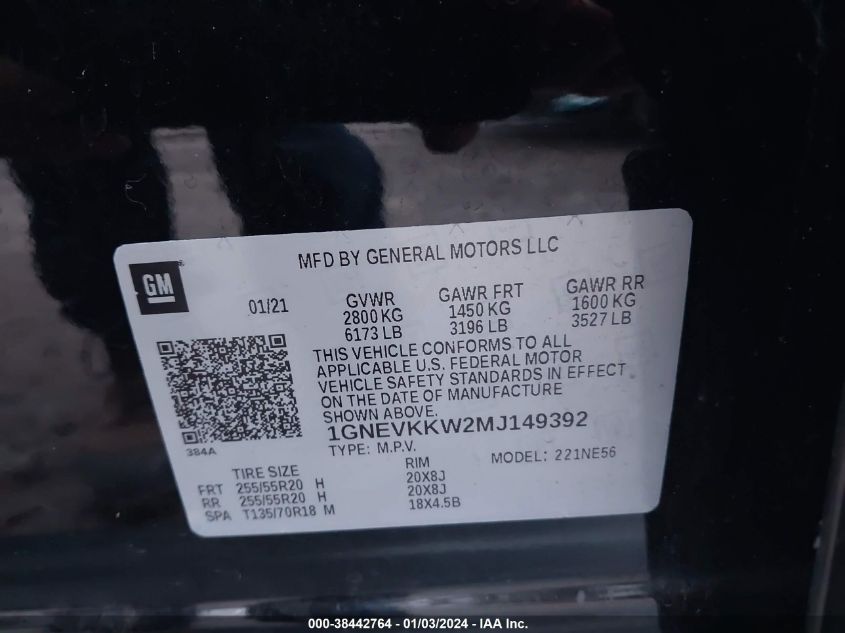 MFD BY GENERAL MOTORS LLC
GM
01/21
GVWR
2800 KG
6173 LB
GAWR FRT
1450 KG
3196 LB
GAWR RR
1600 KG
3527 LB
THIS VEHICLE CONFORMS TO ALL
APPLICABLE U.S. FEDERAL MOTOR
VEHICLE SAFETY STANDARDS IN EFFECT
ON THE DATE OF MANUFACTURE
SHOWN ABOVE.
1GNEVKKW2MJ149392
TYPE: M.P.V.
MODEL: 221NE56
384A
TIRE SIZE RIM
FRT 255/55R20 H 20X8J
RR 255/55R20 H 20X8J
SPA T135/70R18 M 18X4.5B
000-38442764 - 01/03/2024 - IAA Inc.